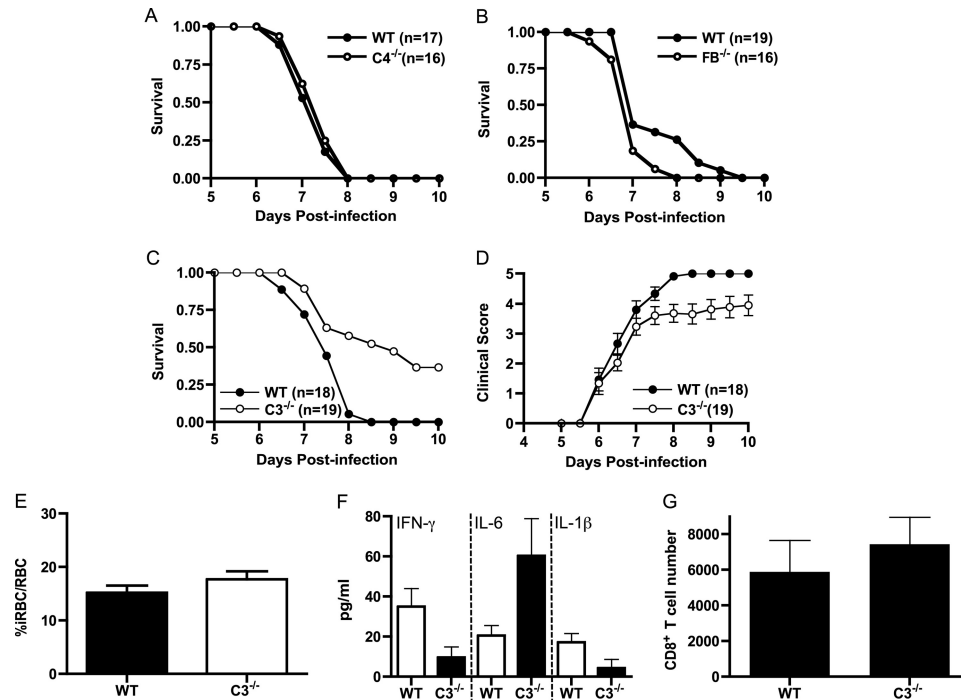 A
1.00
0.75
0.50
0.25
0.00
Survival
WT (n=17)
C4-/- (n=16)
5 6 7 8 9 10
Days Post-infection
B
1.00
0.75
0.50
0.25
0.00
Survival
WT (n=19)
FB-/- (n=16)
5 6 7 8 9 10
Days Post-infection
C
1.00
0.75
0.50
0.25
0.00
Survival
WT (n=18)
C3-/- (n=19)
5 6 7 8 9 10
Days Post-infection
D
5
4
3
2
1
0
Clinical Score
WT (n=18)
C3-/-(19)
4 5 6 7 8 9 10
Days Post-infection
E
30
20
10
0
%iRBC/RBC
WT C3-/-
F
IFN-γ IL-6 IL-1β
80
60
40
20
0
pg/ml
WT C3-/- WT C3-/- WT C3-/-
G
8000
6000
4000
2000
0
CD8+ T cell number
WT C3-/-